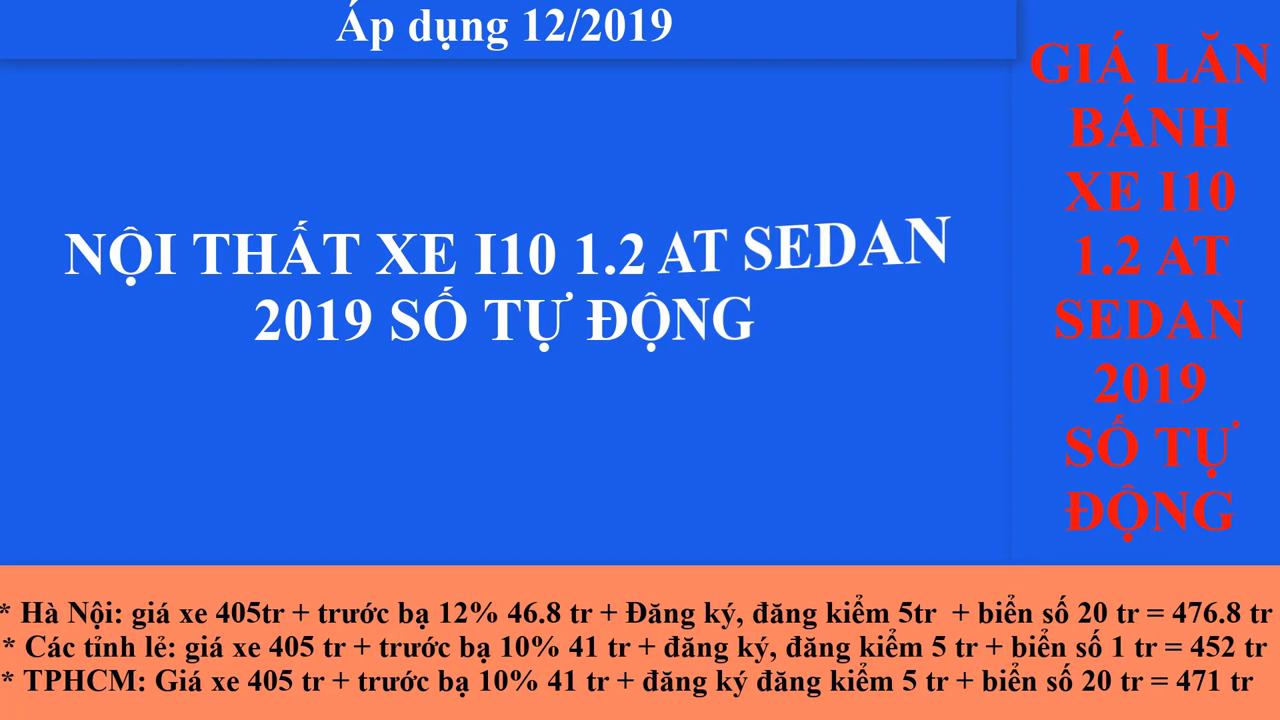 Áp dụng 12/2019
NỘI THẤT XE I10 1.2 AT SEDAN
2019 SỐ TỰ ĐỘNG
GIÁ LĂN
BÁNH
XE I10
1.2 AT
SEDAN
2019
SỐ TỰ
ĐỘNG
* Hà Nội: giá xe 405tr + trước bạ 12% 46.8 tr + Đăng ký, đăng kiểm 5tr + biển số 20 tr = 476.8 tr
* Các tỉnh lẻ: giá xe 405 tr + trước bạ 10% 41 tr + đăng ký, đăng kiểm 5 tr + biển số 1 tr = 452 tr
* TPHCM: Giá xe 405 tr + trước bạ 10% 41 tr + đăng ký đăng kiểm 5 tr + biển số 20 tr = 471 tr